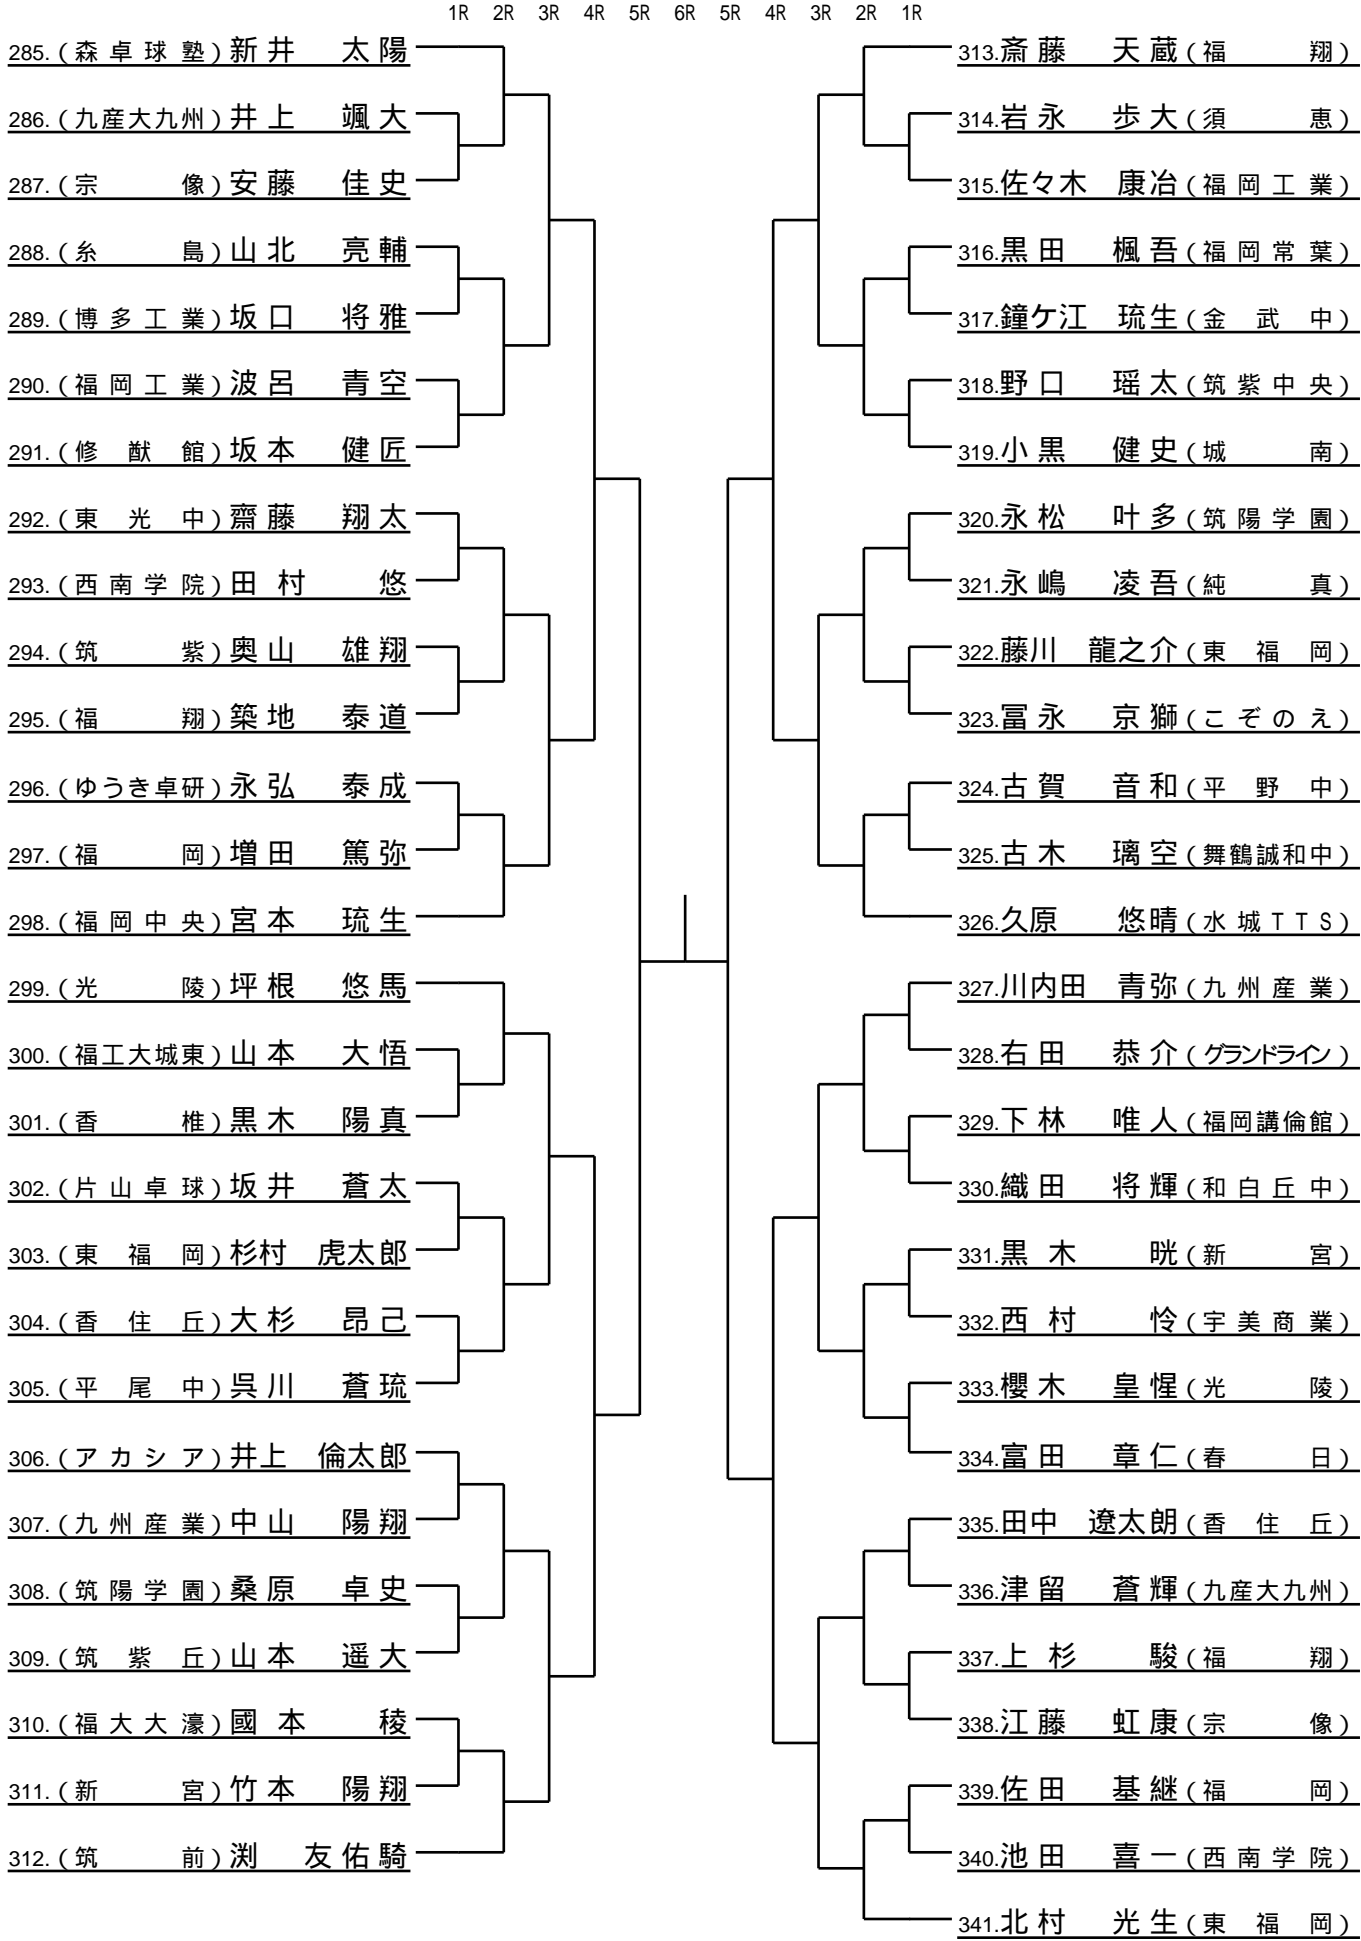 1R 2R 3R 4R 5R 6R 5R 4R 3R 2R 1R
285.(森卓球塾)新井 太陽
286.(九産大九州)井上 颯大
287.(宗 像)安藤 佳史
288.(糸 島)山北 亮輔
289.(博多工業)坂口 将雅
290.(福岡工業)波呂 青空
291.(修猷館)坂本 健匠
292.(東光中)齋藤 翔太
293.(西南学院)田村 悠
294.(筑 紫)奥山 雄翔
295.(福 翔)築地 泰道
296.(ゆうき卓研)永弘 泰成
297.(福 岡)増田 篤弥
298.(福岡中央)宮本 琉生
299.(光 陵)坪根 悠馬
300.(福工大城東)山本 大悟
301.(香 椎)黒木 陽真
302.(片山卓球)坂井 蒼太
303.(東福岡)杉村 虎太郎
304.(香住丘)大杉 昂己
305.(平尾中)呉川 蒼琉
306.(アカシア)井上 倫太郎
307.(九州産業)中山 陽翔
308.(筑陽学園)桑原 卓史
309.(筑紫丘)山本 遥大
310.(福大大濠)國本 稜
311.(新 宮)竹本 陽翔
312.(筑 前)渕 友佑騎
313.斎藤 天蔵(福 翔)
314.岩永 歩大(須 恵)
315.佐々木 康冶(福岡工業)
316.黒田 楓吾(福岡常葉)
317.鐘ケ江 琉生(金武中)
318.野口 瑶太(筑紫中央)
319.小黒 健史(城 南)
320.永松 叶多(筑陽学園)
321.永嶋 凌吾(純 真)
322.藤川 龍之介(東福岡)
323.冨永 京獅(こぞのえ)
324.古賀 音和(平野中)
325.古木 璃空(舞鶴誠和中)
326.久原 悠晴(水城TTS)
327.川内田 青弥(九州産業)
328.右田 恭介(グランドライン)
329.下林 唯人(福岡講倫館)
330.織田 将輝(和白丘中)
331.黒木 晄(新 宮)
332.西村 怜(宇美商業)
333.櫻木 皇惺(光 陵)
334.富田 章仁(春 日)
335.田中 遼太朗(香住丘)
336.津留 蒼輝(九産大九州)
337.上杉 駿(福 翔)
338.江藤 虹康(宗 像)
339.佐田 基継(福 岡)
340.池田 喜一(西南学院)
341.北村 光生(東福岡)